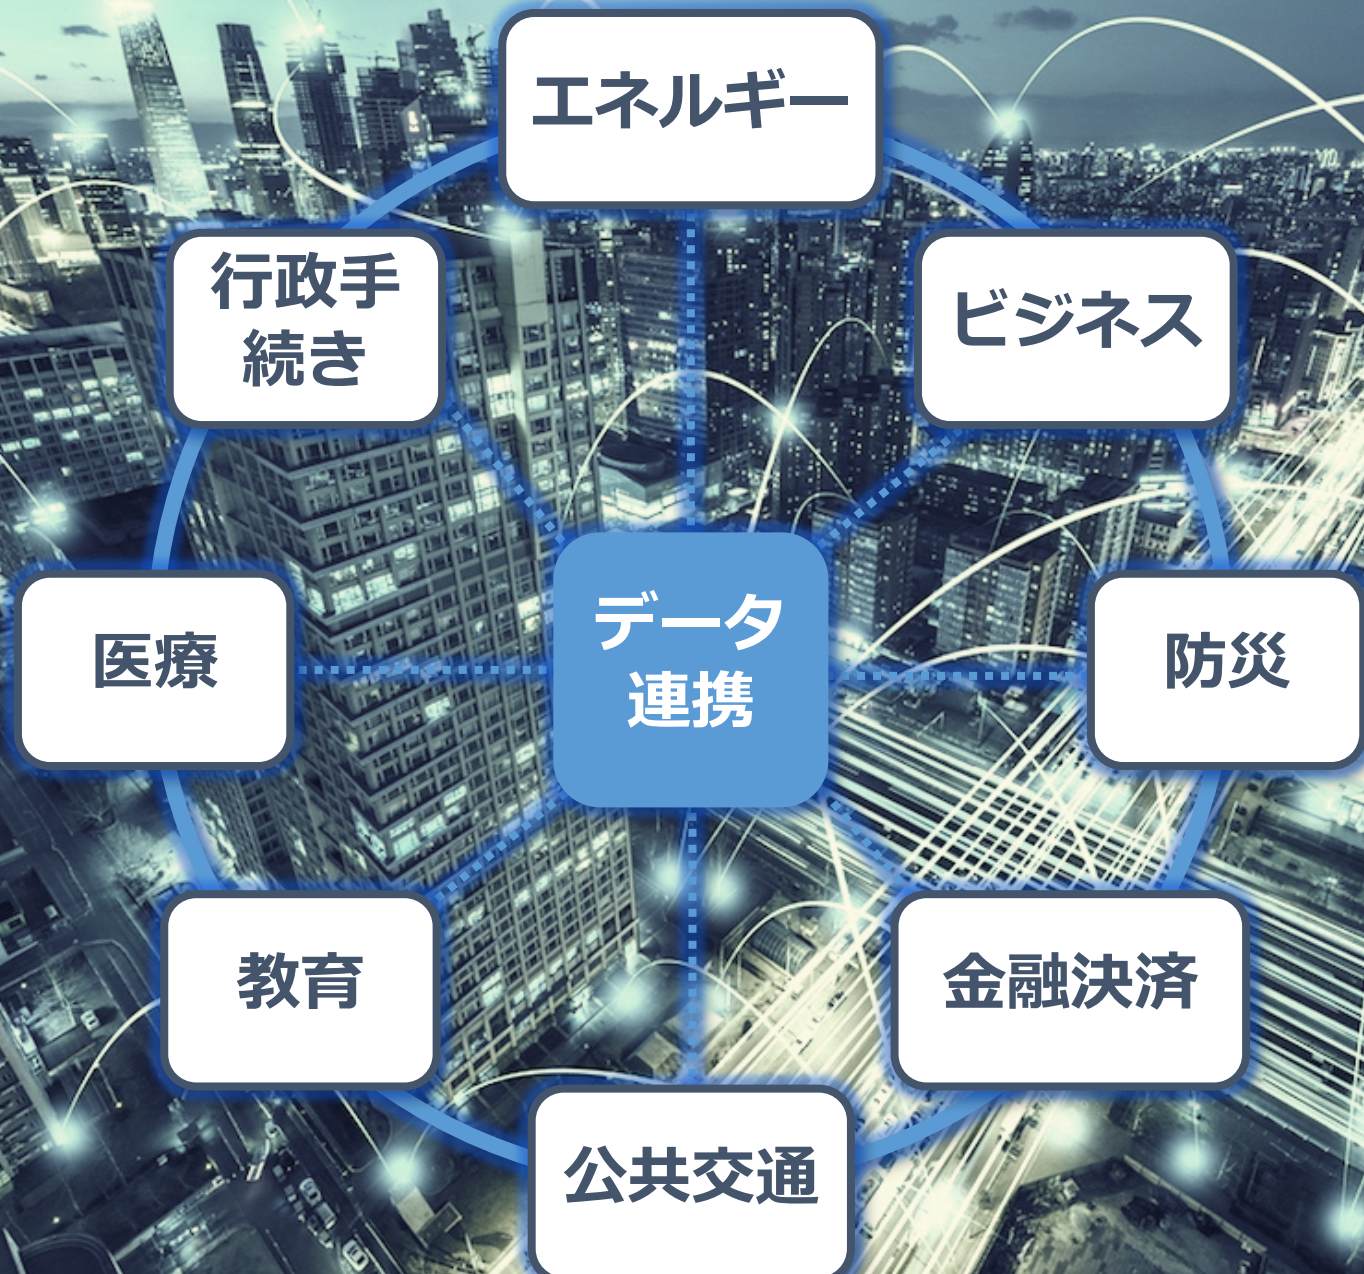 エネルギー
行政手
続き
ビジネス
医療
データ
連携
防災
教育
金融決済
公共交通